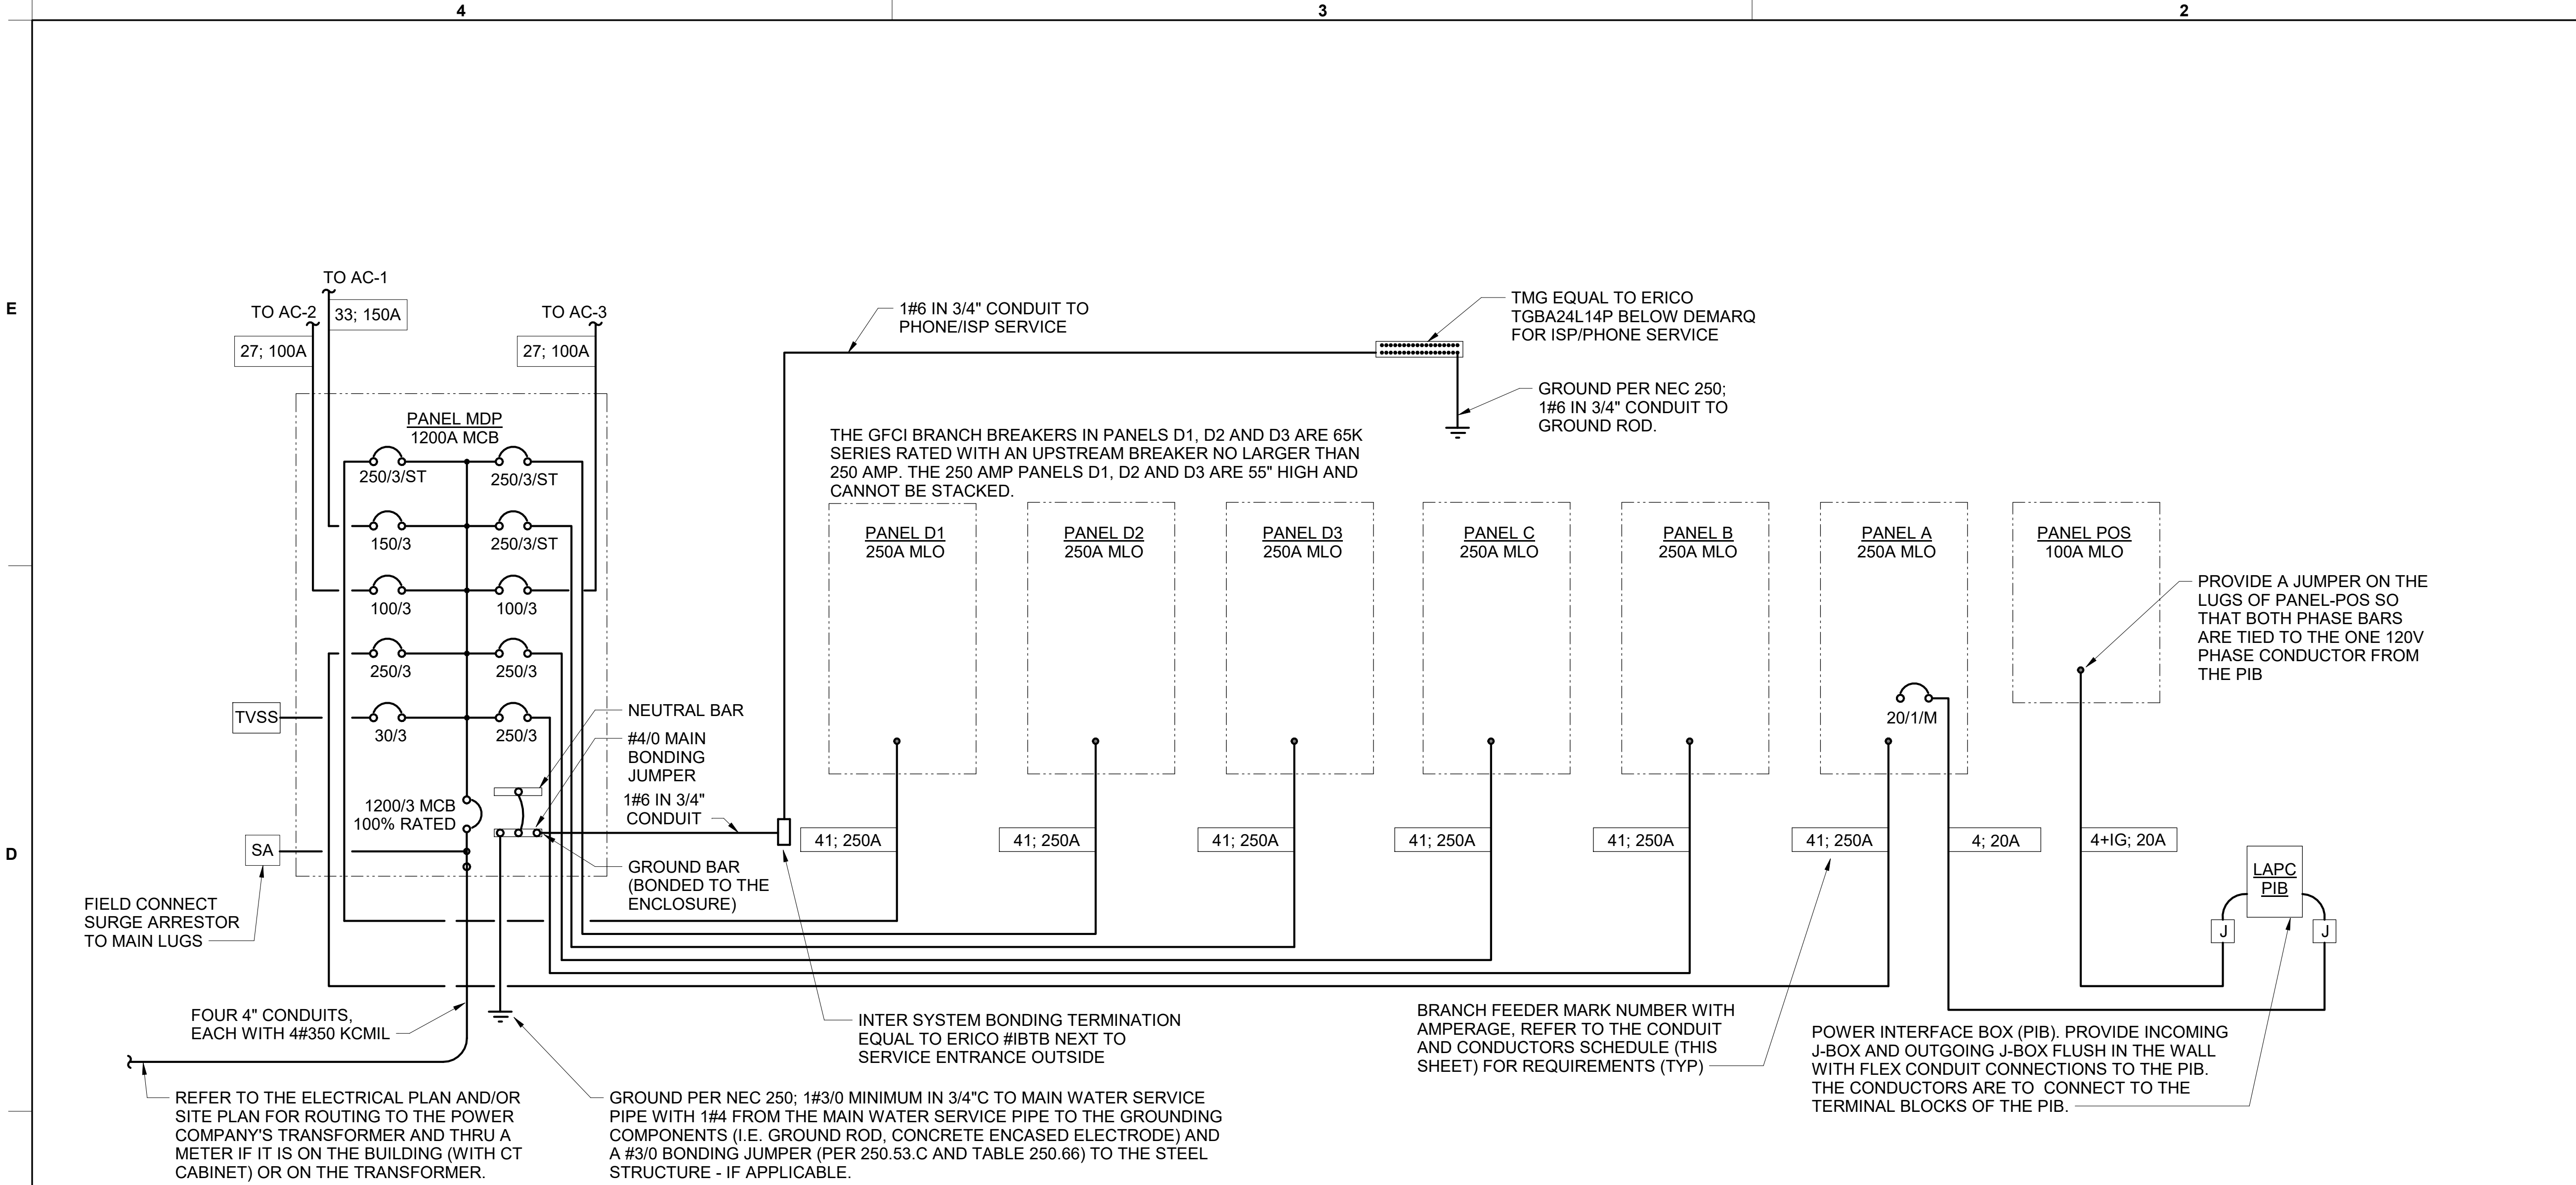 4
3
2
E
D
TO AC-1
TO AC-2
33; 150A
TO AC-3
27; 100A
27; 100A
PANEL MDP
1200A MCB
250/3/ST
250/3/ST
150/3
250/3/ST
100/3
100/3
250/3
250/3
TVSS
30/3
250/3
1200/3 MCB
100% RATED
SA
FIELD CONNECT
SURGE ARRESTOR
TO MAIN LUGS
NEUTRAL BAR
#4/0 MAIN
BONDING
JUMPER
1#6 IN 3/4"
CONDUIT
GROUND BAR
(BONDED TO THE
ENCLOSURE)
FOUR 4" CONDUITS,
EACH WITH 4#350 KCMIL
REFER TO THE ELECTRICAL PLAN AND/OR
SITE PLAN FOR ROUTING TO THE POWER
COMPANY'S TRANSFORMER AND THRU A
METER IF IT IS ON THE BUILDING (WITH CT
CABINET) OR ON THE TRANSFORMER.
GROUND PER NEC 250; 1#3/0 MINIMUM IN 3/4"C TO MAIN WATER SERVICE
PIPE WITH 1#4 FROM THE MAIN WATER SERVICE PIPE TO THE GROUNDING
COMPONENTS (I.E. GROUND ROD, CONCRETE ENCASED ELECTRODE) AND
A #3/0 BONDING JUMPER (PER 250.53.C AND TABLE 250.66) TO THE STEEL
STRUCTURE - IF APPLICABLE.
1#6 IN 3/4" CONDUIT TO
PHONE/ISP SERVICE
TMG EQUAL TO ERICO
TGBA24L14P BELOW DEMARQ
FOR ISP/PHONE SERVICE
GROUND PER NEC 250;
1#6 IN 3/4" CONDUIT TO
GROUND ROD.
THE GFCI BRANCH BREAKERS IN PANELS D1, D2 AND D3 ARE 65K
SERIES RATED WITH AN UPSTREAM BREAKER NO LARGER THAN
250 AMP. THE 250 AMP PANELS D1, D2 AND D3 ARE 55" HIGH AND
CANNOT BE STACKED.
PANEL D1
250A MLO
PANEL D2
250A MLO
PANEL D3
250A MLO
PANEL C
250A MLO
PANEL B
250A MLO
PANEL A
250A MLO
PANEL POS
100A MLO
20/1/M
PROVIDE A JUMPER ON THE
LUGS OF PANEL-POS SO
THAT BOTH PHASE BARS
ARE TIED TO THE ONE 120V
PHASE CONDUCTOR FROM
THE PIB
41; 250A
41; 250A
41; 250A
41; 250A
41; 250A
41; 250A
4; 20A
4+IG; 20A
LAPC
PIB
J
J
INTER SYSTEM BONDING TERMINATION
EQUAL TO ERICO #IBTB NEXT TO
SERVICE ENTRANCE OUTSIDE
BRANCH FEEDER MARK NUMBER WITH
AMPERAGE, REFER TO THE CONDUIT
AND CONDUCTORS SCHEDULE (THIS
SHEET) FOR REQUIREMENTS (TYP)
POWER INTERFACE BOX (PIB). PROVIDE INCOMING
J-BOX AND OUTGOING J-BOX FLUSH IN THE WALL
WITH FLEX CONDUIT CONNECTIONS TO THE PIB.
THE CONDUCTORS ARE TO CONNECT TO THE
TERMINAL BLOCKS OF THE PIB.